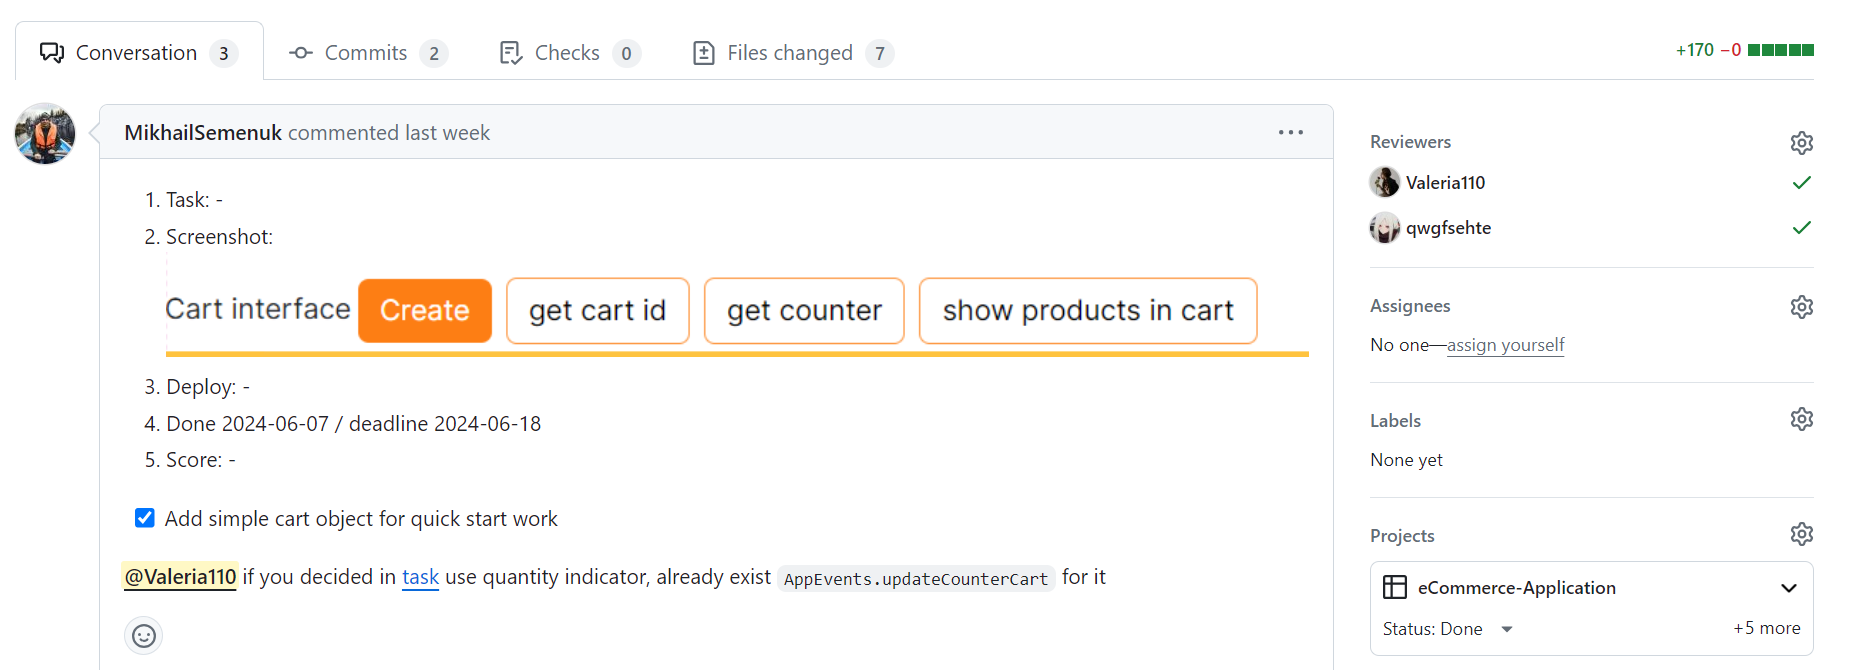 Conversation 3 Commits 2 Checks 0 Files changed 7 +170 −0
MikhailSemenuk commented last week
1. Task: -
2. Screenshot:
Cart interface Create get cart id get counter show products in cart
3. Deploy: -
4. Done 2024-06-07 / deadline 2024-06-18
5. Score: -
Add simple cart object for quick start work
@Valeria110 if you decided in task use quantity indicator, already exist AppEvents.updateCounterCart for it
Reviewers
Valeria110
qwgfsehte
Assignees
No one—assign yourself
Labels
None yet
Projects
eCommerce-Application
Status: Done +5 more